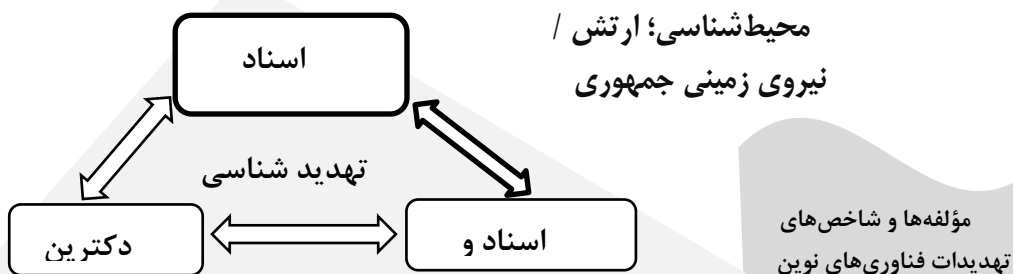 محیط‌شناسی؛ ارتش /
نیروی زمینی جمهوری
اسناد
تهدید شناسی
اسناد و
دکترین
مؤلفه‌ها و شاخص‌های
تهدیدات فناوری‌های نوین